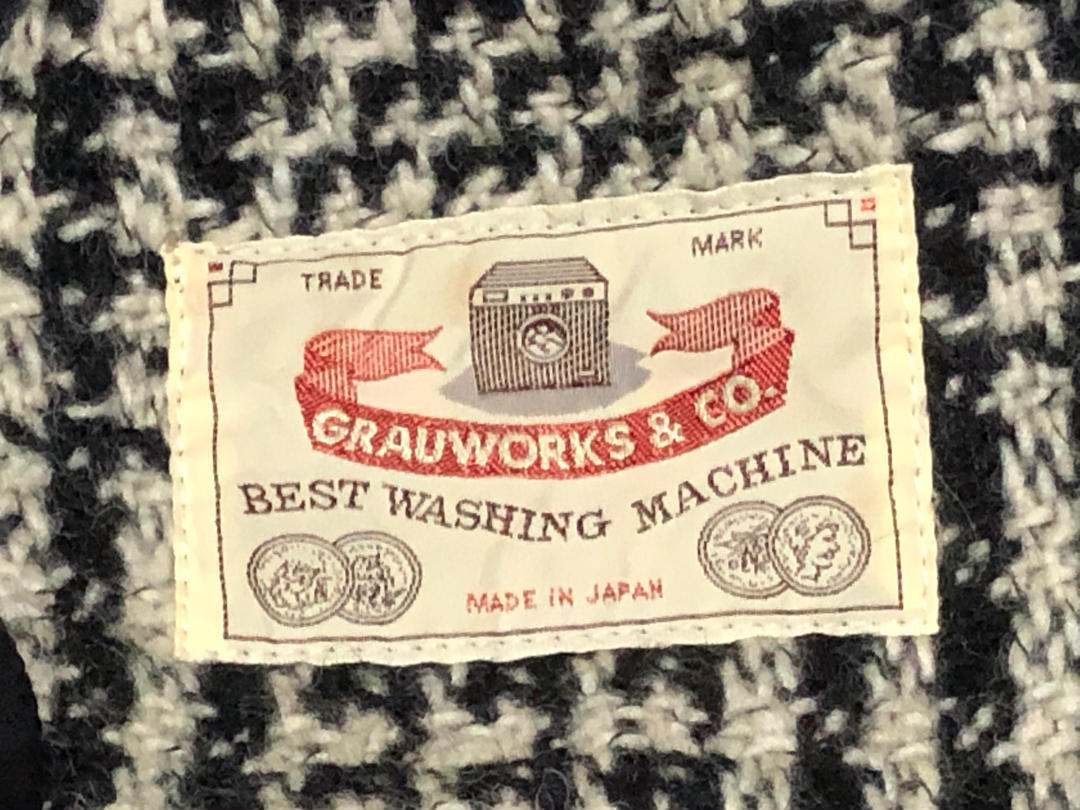 TRADE MARK
GRAUWORKS & CO.
BEST WASHING MACHINE
MADE IN JAPAN